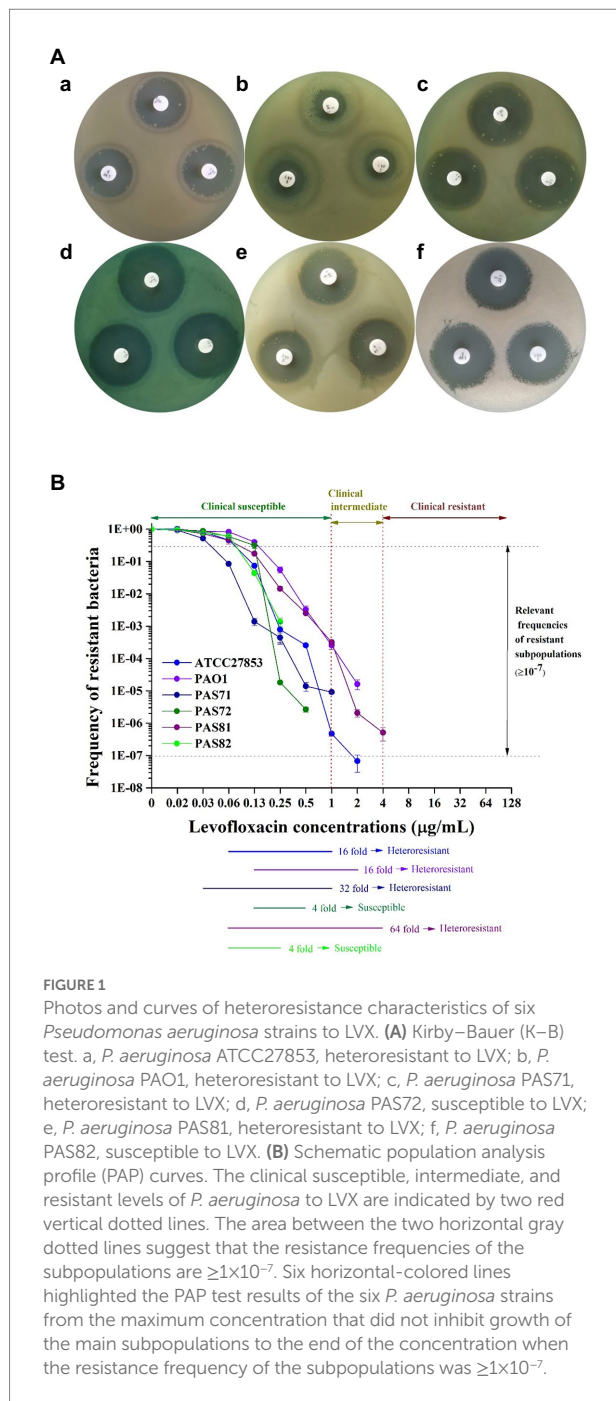 A
a
b
c
d
e
f
B
Clinical susceptible
Clinical
intermediate
Clinical resistant
Frequency of resistant bacteria
1E+00
1E-01
1E-02
1E-03
1E-04
1E-05
1E-06
1E-07
1E-08
ATCC27853
PAO1
PAS71
PAS72
PAS81
PAS82
Relevant
frequencies
of resistant
subpopulations
(≥10⁻⁷)
0 0.02 0.03 0.06 0.13 0.25 0.5 1 2 4 8 16 32 64 128
Levofloxacin concentrations (μg/mL)
16 fold → Heteroresistant
16 fold → Heteroresistant
32 fold → Heteroresistant
4 fold → Susceptible
64 fold → Heteroresistant
4 fold → Susceptible
FIGURE 1
Photos and curves of heteroresistance characteristics of six
Pseudomonas aeruginosa strains to LVX. (A) Kirby–Bauer (K–B)
test. a, P. aeruginosa ATCC27853, heteroresistant to LVX; b, P.
aeruginosa PAO1, heteroresistant to LVX; c, P. aeruginosa PAS71,
heteroresistant to LVX; d, P. aeruginosa PAS72, susceptible to LVX;
e, P. aeruginosa PAS81, heteroresistant to LVX; f, P. aeruginosa
PAS82, susceptible to LVX. (B) Schematic population analysis
profile (PAP) curves. The clinical susceptible, intermediate, and
resistant levels of P. aeruginosa to LVX are indicated by two red
vertical dotted lines. The area between the two horizontal gray
dotted lines suggest that the resistance frequencies of the
subpopulations are ≥1×10⁻⁷. Six horizontal-colored lines
highlighted the PAP test results of the six P. aeruginosa strains
from the maximum concentration that did not inhibit growth of
the main subpopulations to the end of the concentration when
the resistance frequency of the subpopulations was ≥1×10⁻⁷.